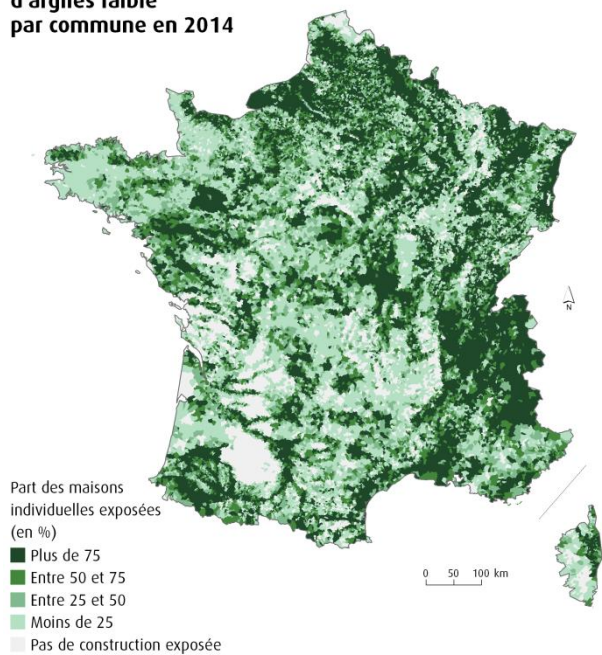 d'argiles faible
par commune en 2014
N
Part des maisons
individuelles exposées
(en %)
Plus de 75
Entre 50 et 75
Entre 25 et 50
Moins de 25
Pas de construction exposée
0 50 100 km